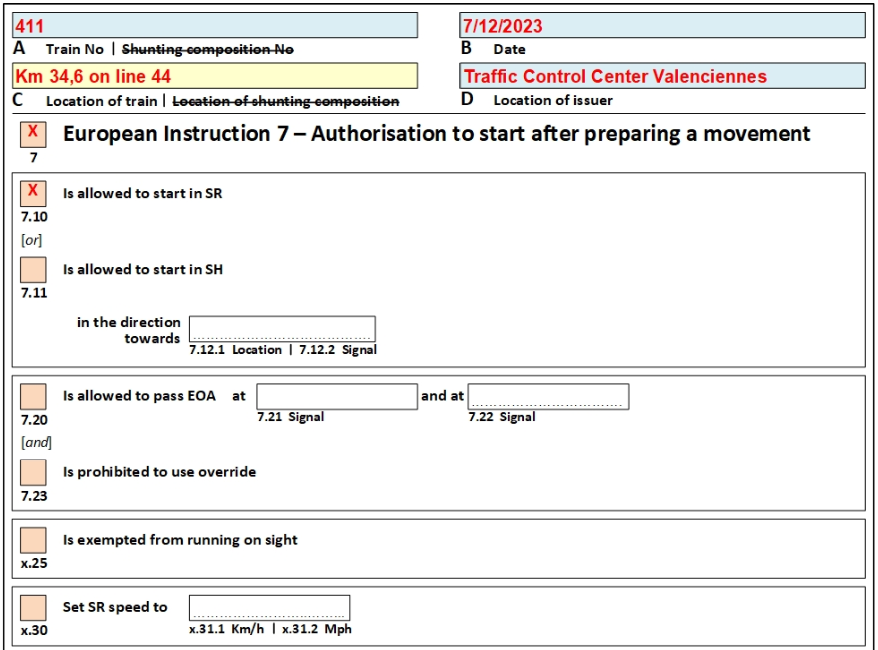 411
7/12/2023
A Train No | Shunting composition No
B Date
Km 34,6 on line 44
Traffic Control Center Valenciennes
C Location of train | Location of shunting composition
D Location of issuer
X
European Instruction 7 – Authorisation to start after preparing a movement
7
X
Is allowed to start in SR
7.10
[or]
Is allowed to start in SH
7.11
in the direction
towards ........................................
7.12.1 Location | 7.12.2 Signal
Is allowed to pass EOA at and at ..................................
7.20
7.21 Signal
7.22 Signal
[and]
Is prohibited to use override
7.23
Is exempted from running on sight
x.25
Set SR speed to ..................................
x.30
x.31.1 Km/h | x.31.2 Mph